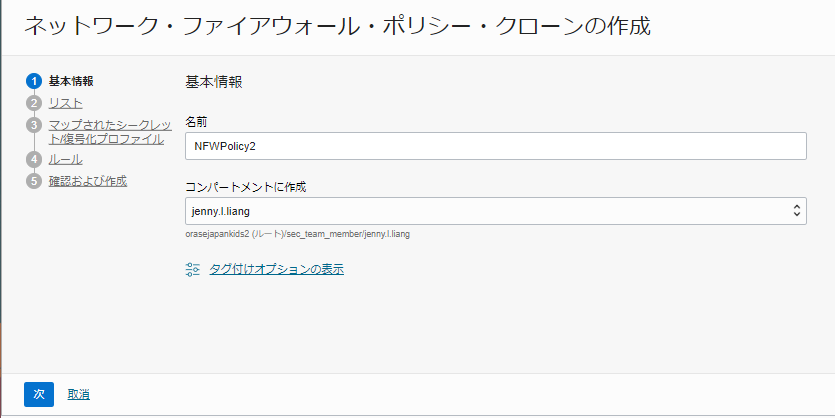 ネットワーク・ファイアウォール・ポリシー・クローンの作成
1 基本情報
2 リスト
3 マップされたシークレッ
ト/復号化プロファイル
4 ルール
5 確認および作成
基本情報
名前
NFWPolicy2
コンパートメントに作成
jenny.l.liang
orasejapankids2 (ルート)/sec_team_member/jenny.l.liang
タグ付けオプションの表示
次 取消